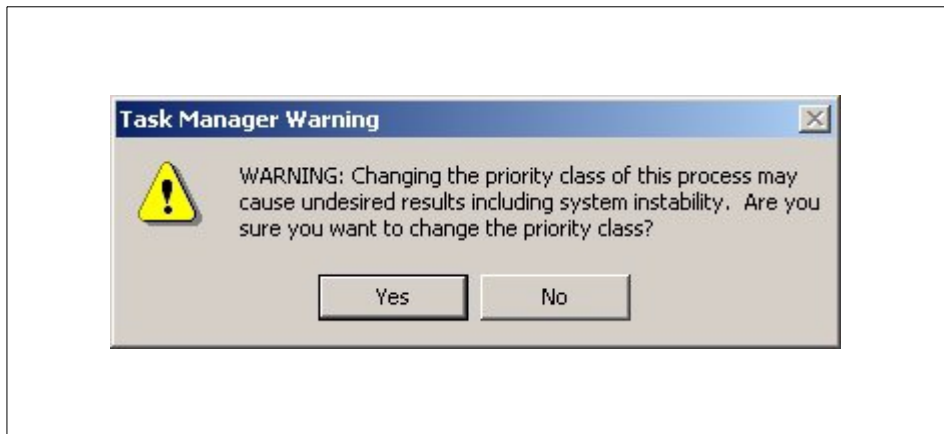 Task Manager Warning
WARNING: Changing the priority class of this process may
cause undesired results including system instability.  Are you
sure you want to change the priority class?
Yes No